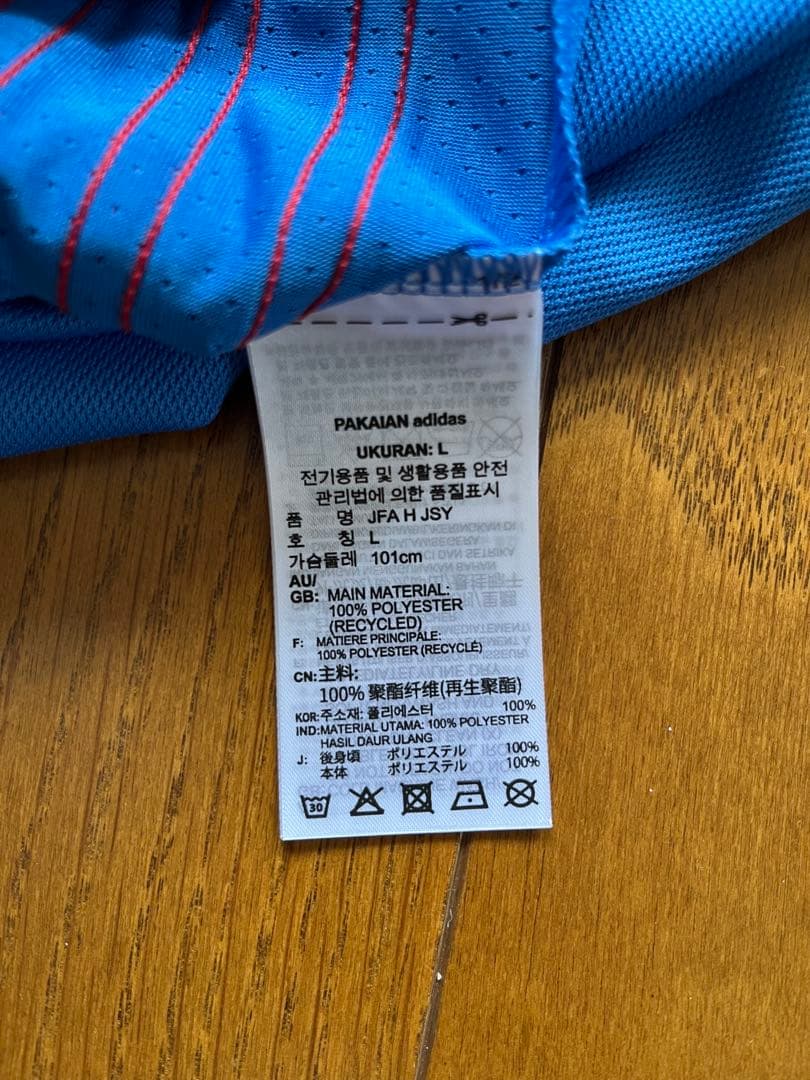 PAKAIAN adidas
UKURAN: L
전기용품 및 생활용품 안전
관리법에 의한 품질표시
품 명 JFA H JSY
호 칭 L
가슴둘레 101cm
AU/
GB: MAIN MATERIAL:
100% POLYESTER
(RECYCLED)
F: MATIERE PRINCIPALE:
100% POLYESTER (RECYCLÉ)
CN:主料:
100% 聚酯纤维(再生聚酯)
KOR:주소재: 폴리에스터 100%
IND:MATERIAL UTAMA: 100% POLYESTER
HASIL DAUR ULANG
J: 後身頃 ポリエステル 100%
本体 ポリエステル 100%
30